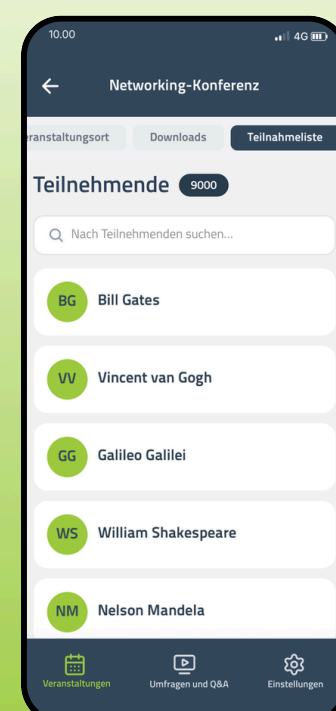 10.00
4G
Networking-Konferenz
ranstaltungsort Downloads Teilnahmeliste
Teilnehmende 9000
Nach Teilnehmenden suchen...
BG Bill Gates
VV Vincent van Gogh
GG Galileo Galilei
WS William Shakespeare
NM Nelson Mandela
Veranstaltungen Umfragen und Q&A Einstellungen